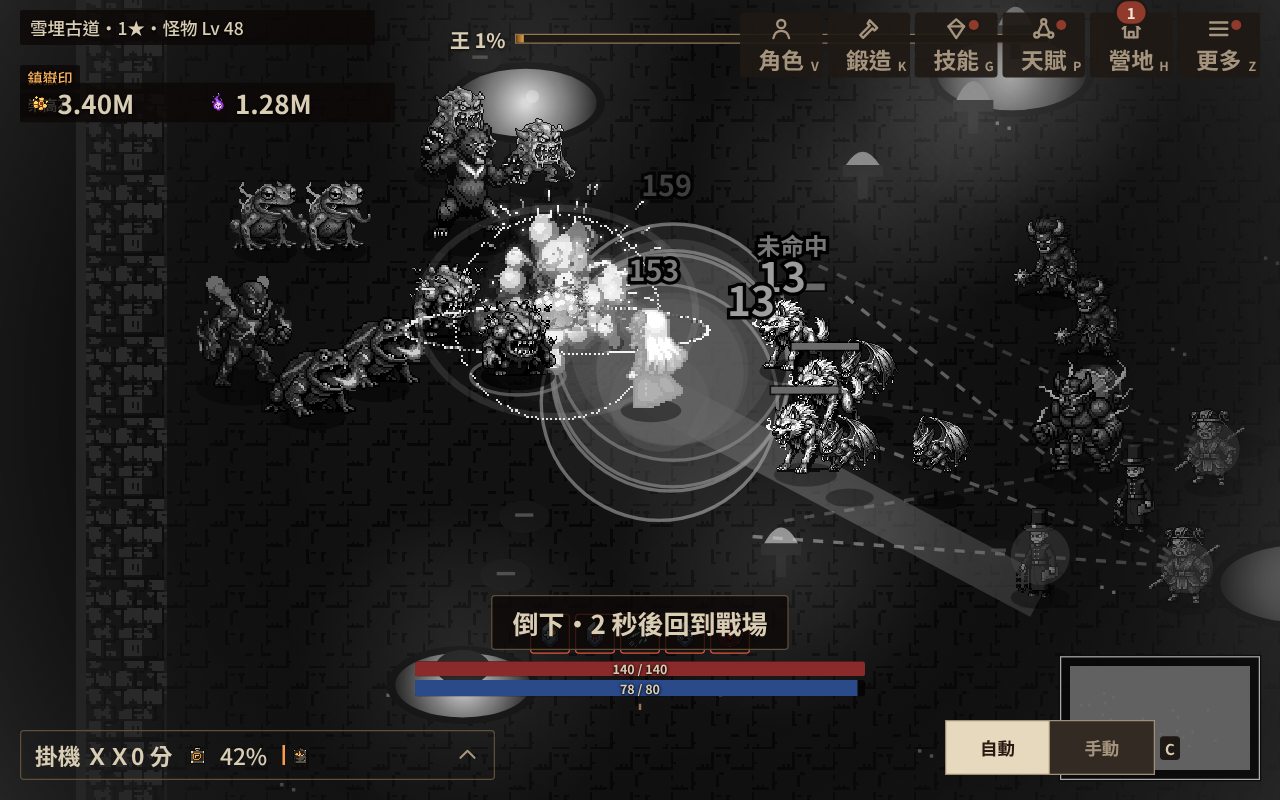 雪埋古道・1★・怪物 Lv 48
王 1%
角色 V
鍛造 K
技能 G
天賦 P
1
營地 H
更多 Z
鎮嶽印
3.40M
1.28M
159
153
未命中
13
13
倒下・2 秒後回到戰場
140 / 140
78 / 80
掛機 X X 0 分
42%
自動
手動
C